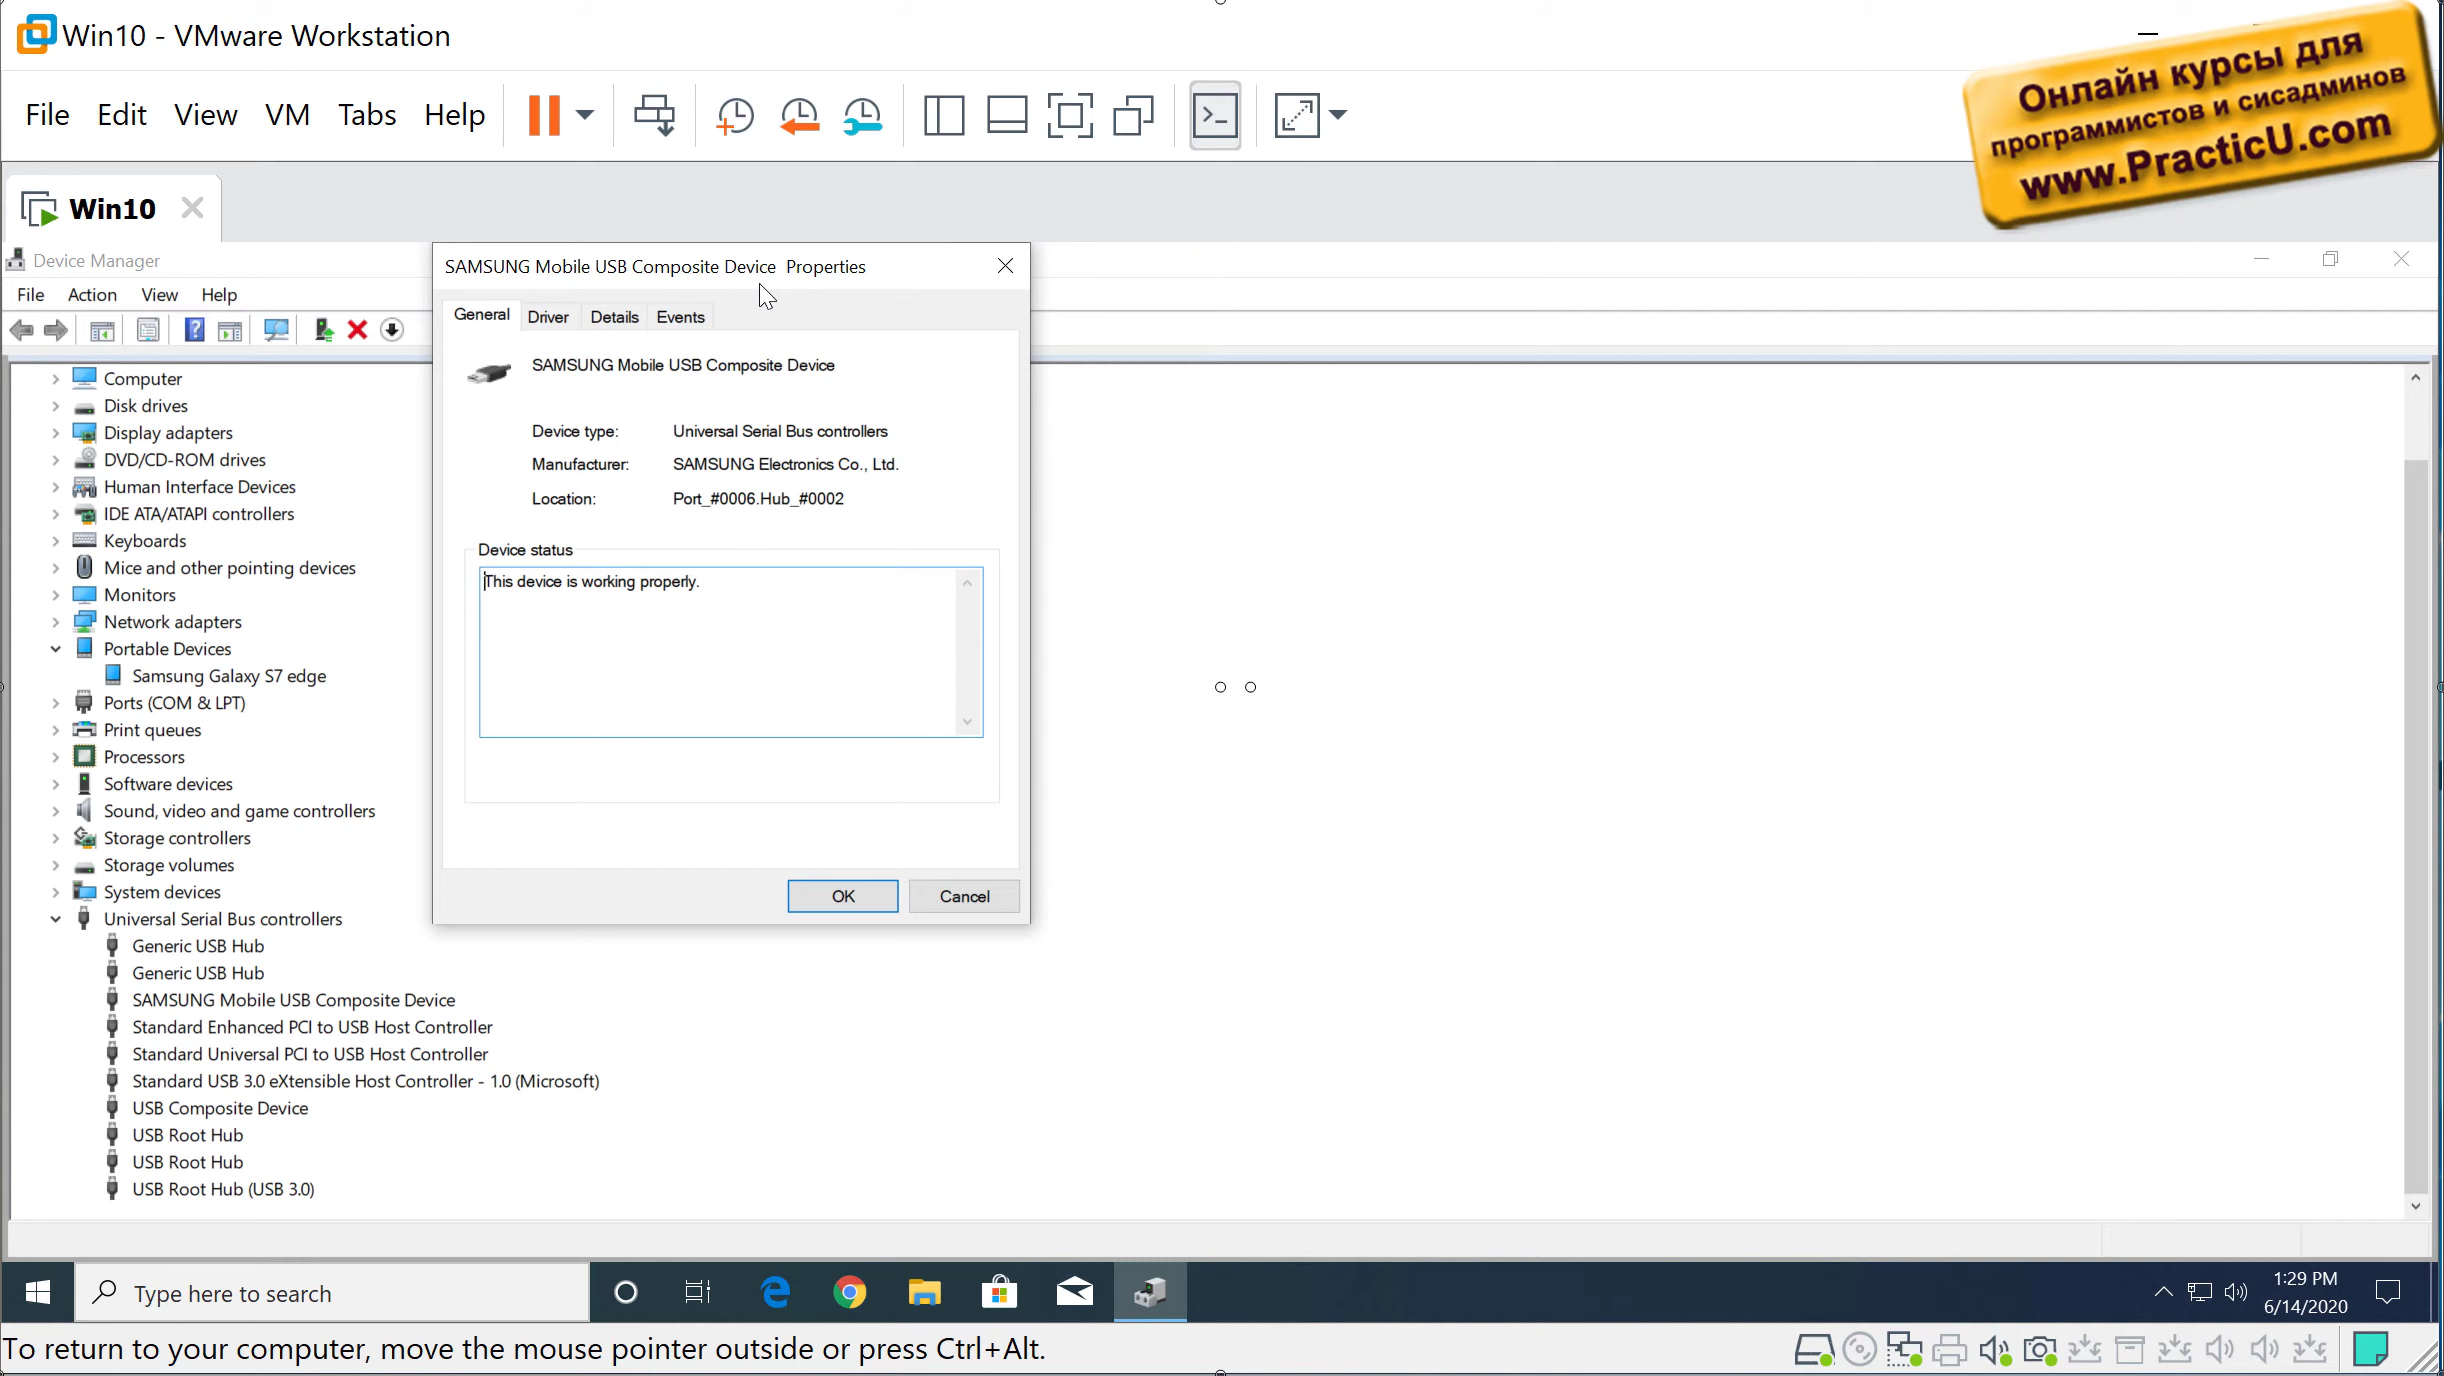 Win10 - VMware Workstation
Онлайн курсы для
программистов и сисадминов
www.PracticU.com
File Edit View VM Tabs Help
Win10
Device Manager
File Action View Help
SAMSUNG Mobile USB Composite Device Properties
General Driver Details Events
SAMSUNG Mobile USB Composite Device
Device type: Universal Serial Bus controllers
Manufacturer: SAMSUNG Electronics Co., Ltd.
Location: Port_#0006.Hub_#0002
Device status
This device is working properly.
OK Cancel
Computer
Disk drives
Display adapters
DVD/CD-ROM drives
Human Interface Devices
IDE ATA/ATAPI controllers
Keyboards
Mice and other pointing devices
Monitors
Network adapters
Portable Devices
Samsung Galaxy S7 edge
Ports (COM & LPT)
Print queues
Processors
Software devices
Sound, video and game controllers
Storage controllers
Storage volumes
System devices
Universal Serial Bus controllers
Generic USB Hub
Generic USB Hub
SAMSUNG Mobile USB Composite Device
Standard Enhanced PCI to USB Host Controller
Standard Universal PCI to USB Host Controller
Standard USB 3.0 eXtensible Host Controller - 1.0 (Microsoft)
USB Composite Device
USB Root Hub
USB Root Hub
USB Root Hub (USB 3.0)
Type here to search
1:29 PM
6/14/2020
To return to your computer, move the mouse pointer outside or press Ctrl+Alt.